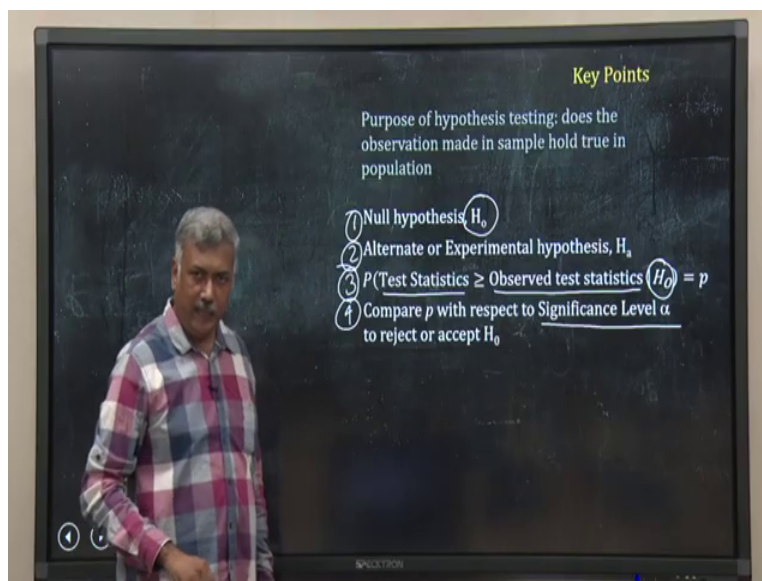 Key Points
Purpose of hypothesis testing: does the
observation made in sample hold true in
population
1 Null hypothesis, H₀
2 Alternate or Experimental hypothesis, Hₐ
3 P(Test Statistics ≥ Observed test statistics (H₀) = p
4 Compare p with respect to Significance Level α
to reject or accept H₀
SPECKTRON